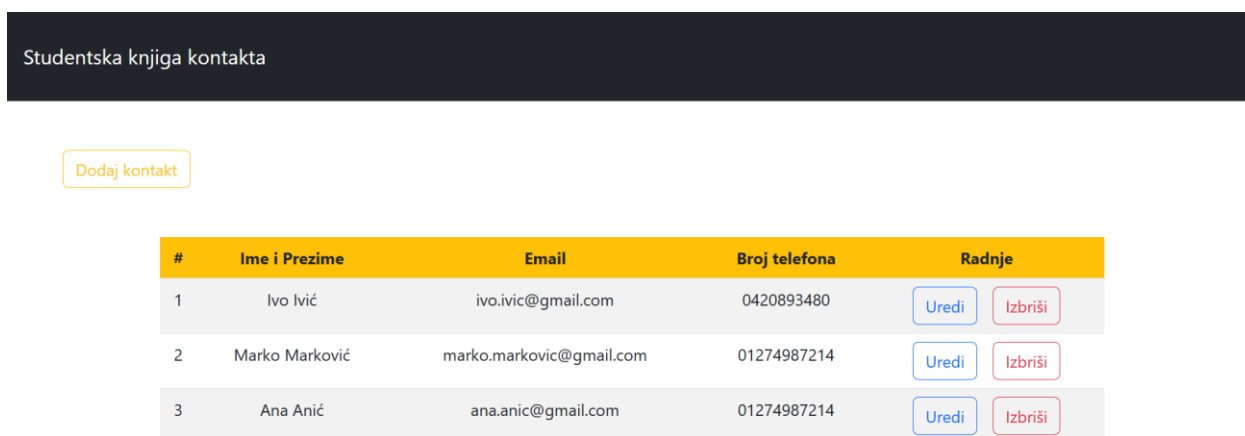 Studentska knjiga kontakta
Dodaj kontakt
# Ime i Prezime Email Broj telefona Radnje
1 Ivo Ivić ivo.ivic@gmail.com 0420893480 Uredi Izbriši
2 Marko Marković marko.markovic@gmail.com 01274987214 Uredi Izbriši
3 Ana Anić ana.anic@gmail.com 01274987214 Uredi Izbriši